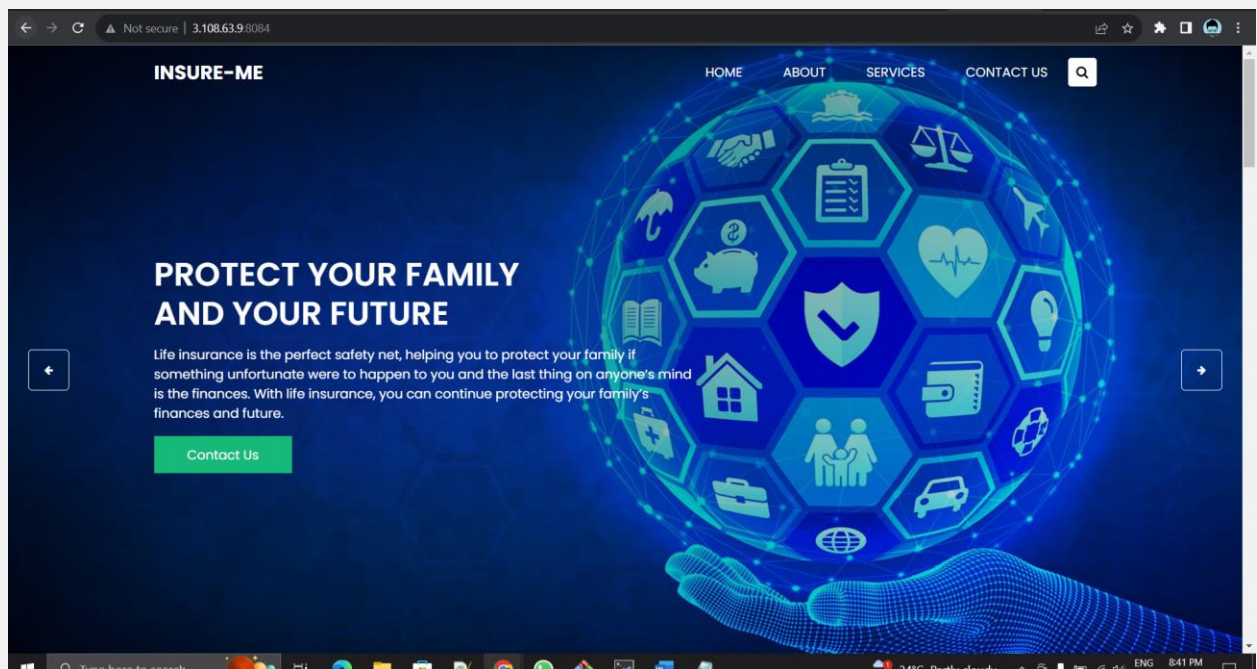 Not secure | 3.108.63.9:8084
INSURE-ME
HOME ABOUT SERVICES CONTACT US
PROTECT YOUR FAMILY
AND YOUR FUTURE
Life insurance is the perfect safety net, helping you to protect your family if
something unfortunate were to happen to you and the last thing on anyone's mind
is the finances. With life insurance, you can continue protecting your family's
finances and future.
Contact Us
Type here to search
24°C Partly cloudy
ENG
8:41 PM